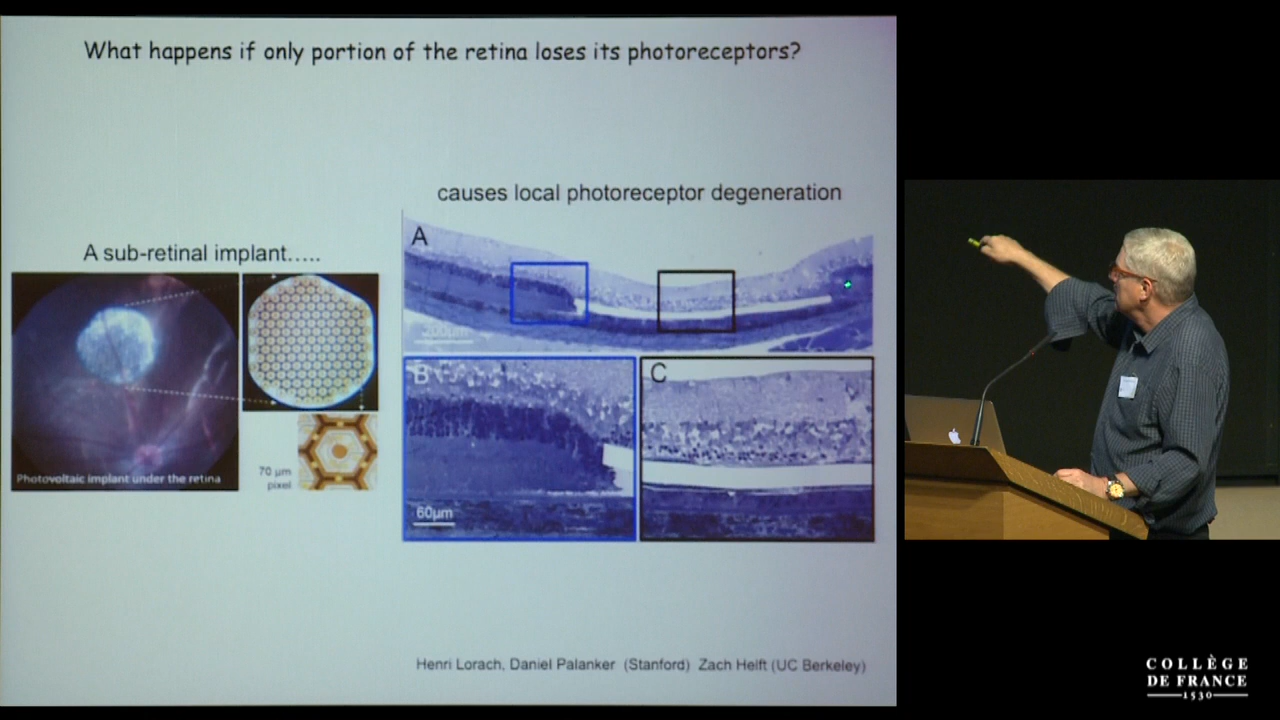 What happens if only portion of the retina loses its photoreceptors?
causes local photoreceptor degeneration
A sub-retinal implant.....
A
200µm
B
C
70 µm
pixel
Photovoltaic implant under the retina
60µm
Henri Lorach, Daniel Palanker (Stanford) Zach Helft (UC Berkeley)
COLLÈGE
DE FRANCE
1530